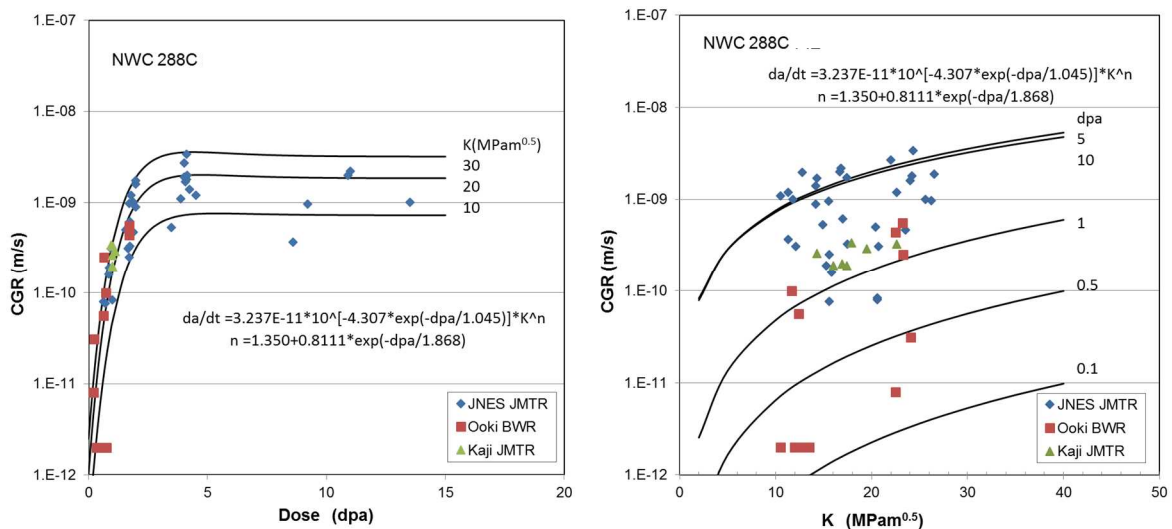 1.E-07
1.E-08
1.E-09
1.E-10
1.E-11
1.E-12
CGR (m/s)
NWC 288C
K(MPam^0.5)
30
20
10
da/dt =3.237E-11*10^[-4.307*exp(-dpa/1.045)]*K^n
n =1.350+0.8111*exp(-dpa/1.868)
JNES JMTR
Ooki BWR
Kaji JMTR
0 5 10 15 20
Dose (dpa)
1.E-07
1.E-08
1.E-09
1.E-10
1.E-11
1.E-12
CGR (m/s)
NWC 288C
da/dt =3.237E-11*10^[-4.307*exp(-dpa/1.045)]*K^n
n =1.350+0.8111*exp(-dpa/1.868)
dpa
5
10
1
0.5
0.1
JNES JMTR
Ooki BWR
Kaji JMTR
0 10 20 30 40 50
K (MPam^0.5)